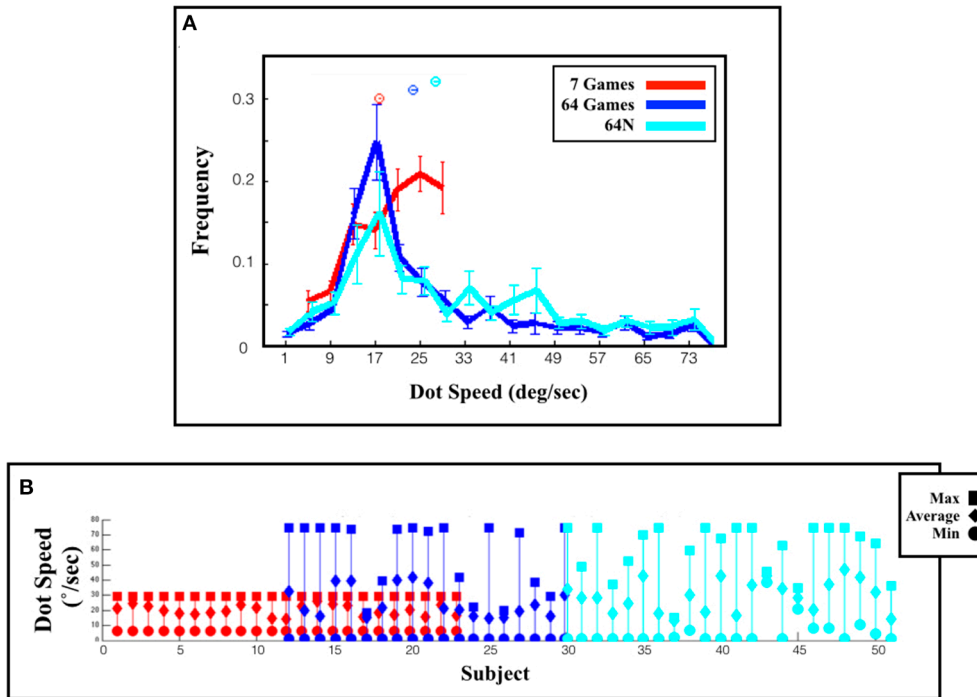 A
7 Games
64 Games
64N
0.3
0.2
0.1
0
Frequency
1 9 17 25 33 41 49 57 65 73
Dot Speed (deg/sec)
B
Max
Average
Min
Dot Speed
(°/sec)
80
70
60
50
40
30
20
10
0
0 5 10 15 20 25 30 35 40 45 50
Subject